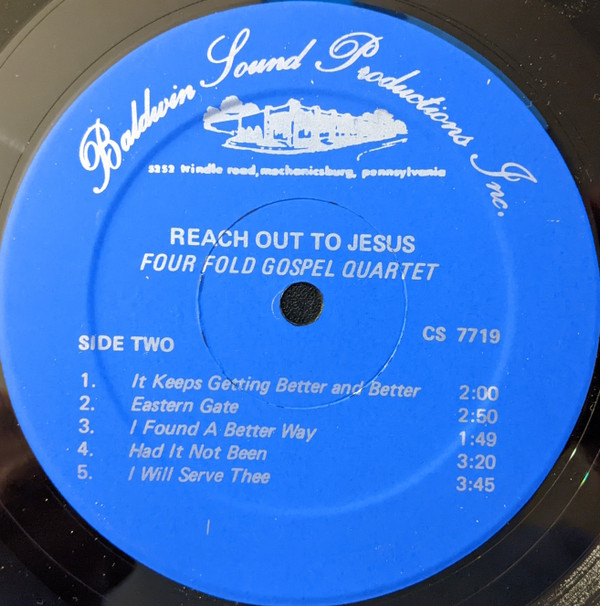 Baldwin Sound Productions Inc.
5252 trindle road, mechanicsburg, pennsylvania
REACH OUT TO JESUS
FOUR FOLD GOSPEL QUARTET
SIDE TWO CS 7719
1. It Keeps Getting Better and Better 2:00
2. Eastern Gate 2:50
3. I Found A Better Way 1:49
4. Had It Not Been 3:20
5. I Will Serve Thee 3:45